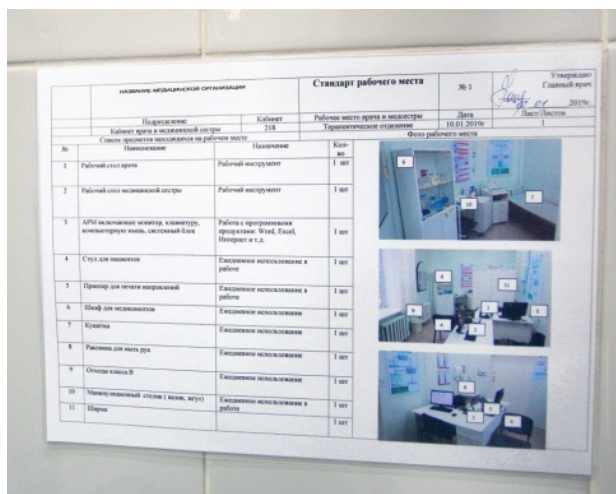 НАЗВАНИЕ МЕДИЦИНСКОЙ ОРГАНИЗАЦИИ
Стандарт рабочего места
№ 1
Утверждаю
Главный врач
01 2019г.
Подразделение
Кабинет
Рабочее место врача и медсестры
Дата
Лист/Листов
Кабинет врача и медицинской сестры
218
Терапевтическое отделение
10.01.2019г
1
Список предметов находящихся на рабочем месте
Фото рабочего места
№
Наименование
Назначение
Кол-
во
1 Рабочий стол врача Рабочий инструмент 1 шт
2 Рабочий стол медицинской сестры Рабочий инструмент 1 шт
3 АРМ включающее монитор, клавиатуру,
компьютерную мышь, системный блок
Работа с программными
продуктами: Word, Excel,
Интернет и т.д.
1 шт
4 Стул для пациентов Ежедневное использование в
работе
1 шт
5 Принтер для печати направлений Ежедневное использование в
работе
1 шт
6 Шкаф для медикаментов Ежедневное использование 1 шт
7 Кушетка Ежедневное использование 1 шт
8 Раковина для мыть рук Ежедневное использование 1 шт
9 Отходы класса В Ежедневное использование 1 шт
10 Манипуляционный столик ( валик, жгут) Ежедневное использование в
работе
1 шт
11 Ширма 1 шт